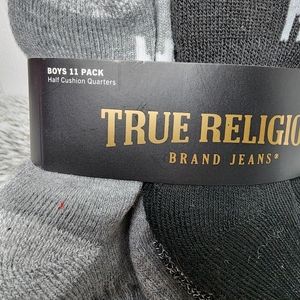 BOYS 11 PACK
Half Cushion Quarters
TRUE RELIGIO
BRAND JEANS®